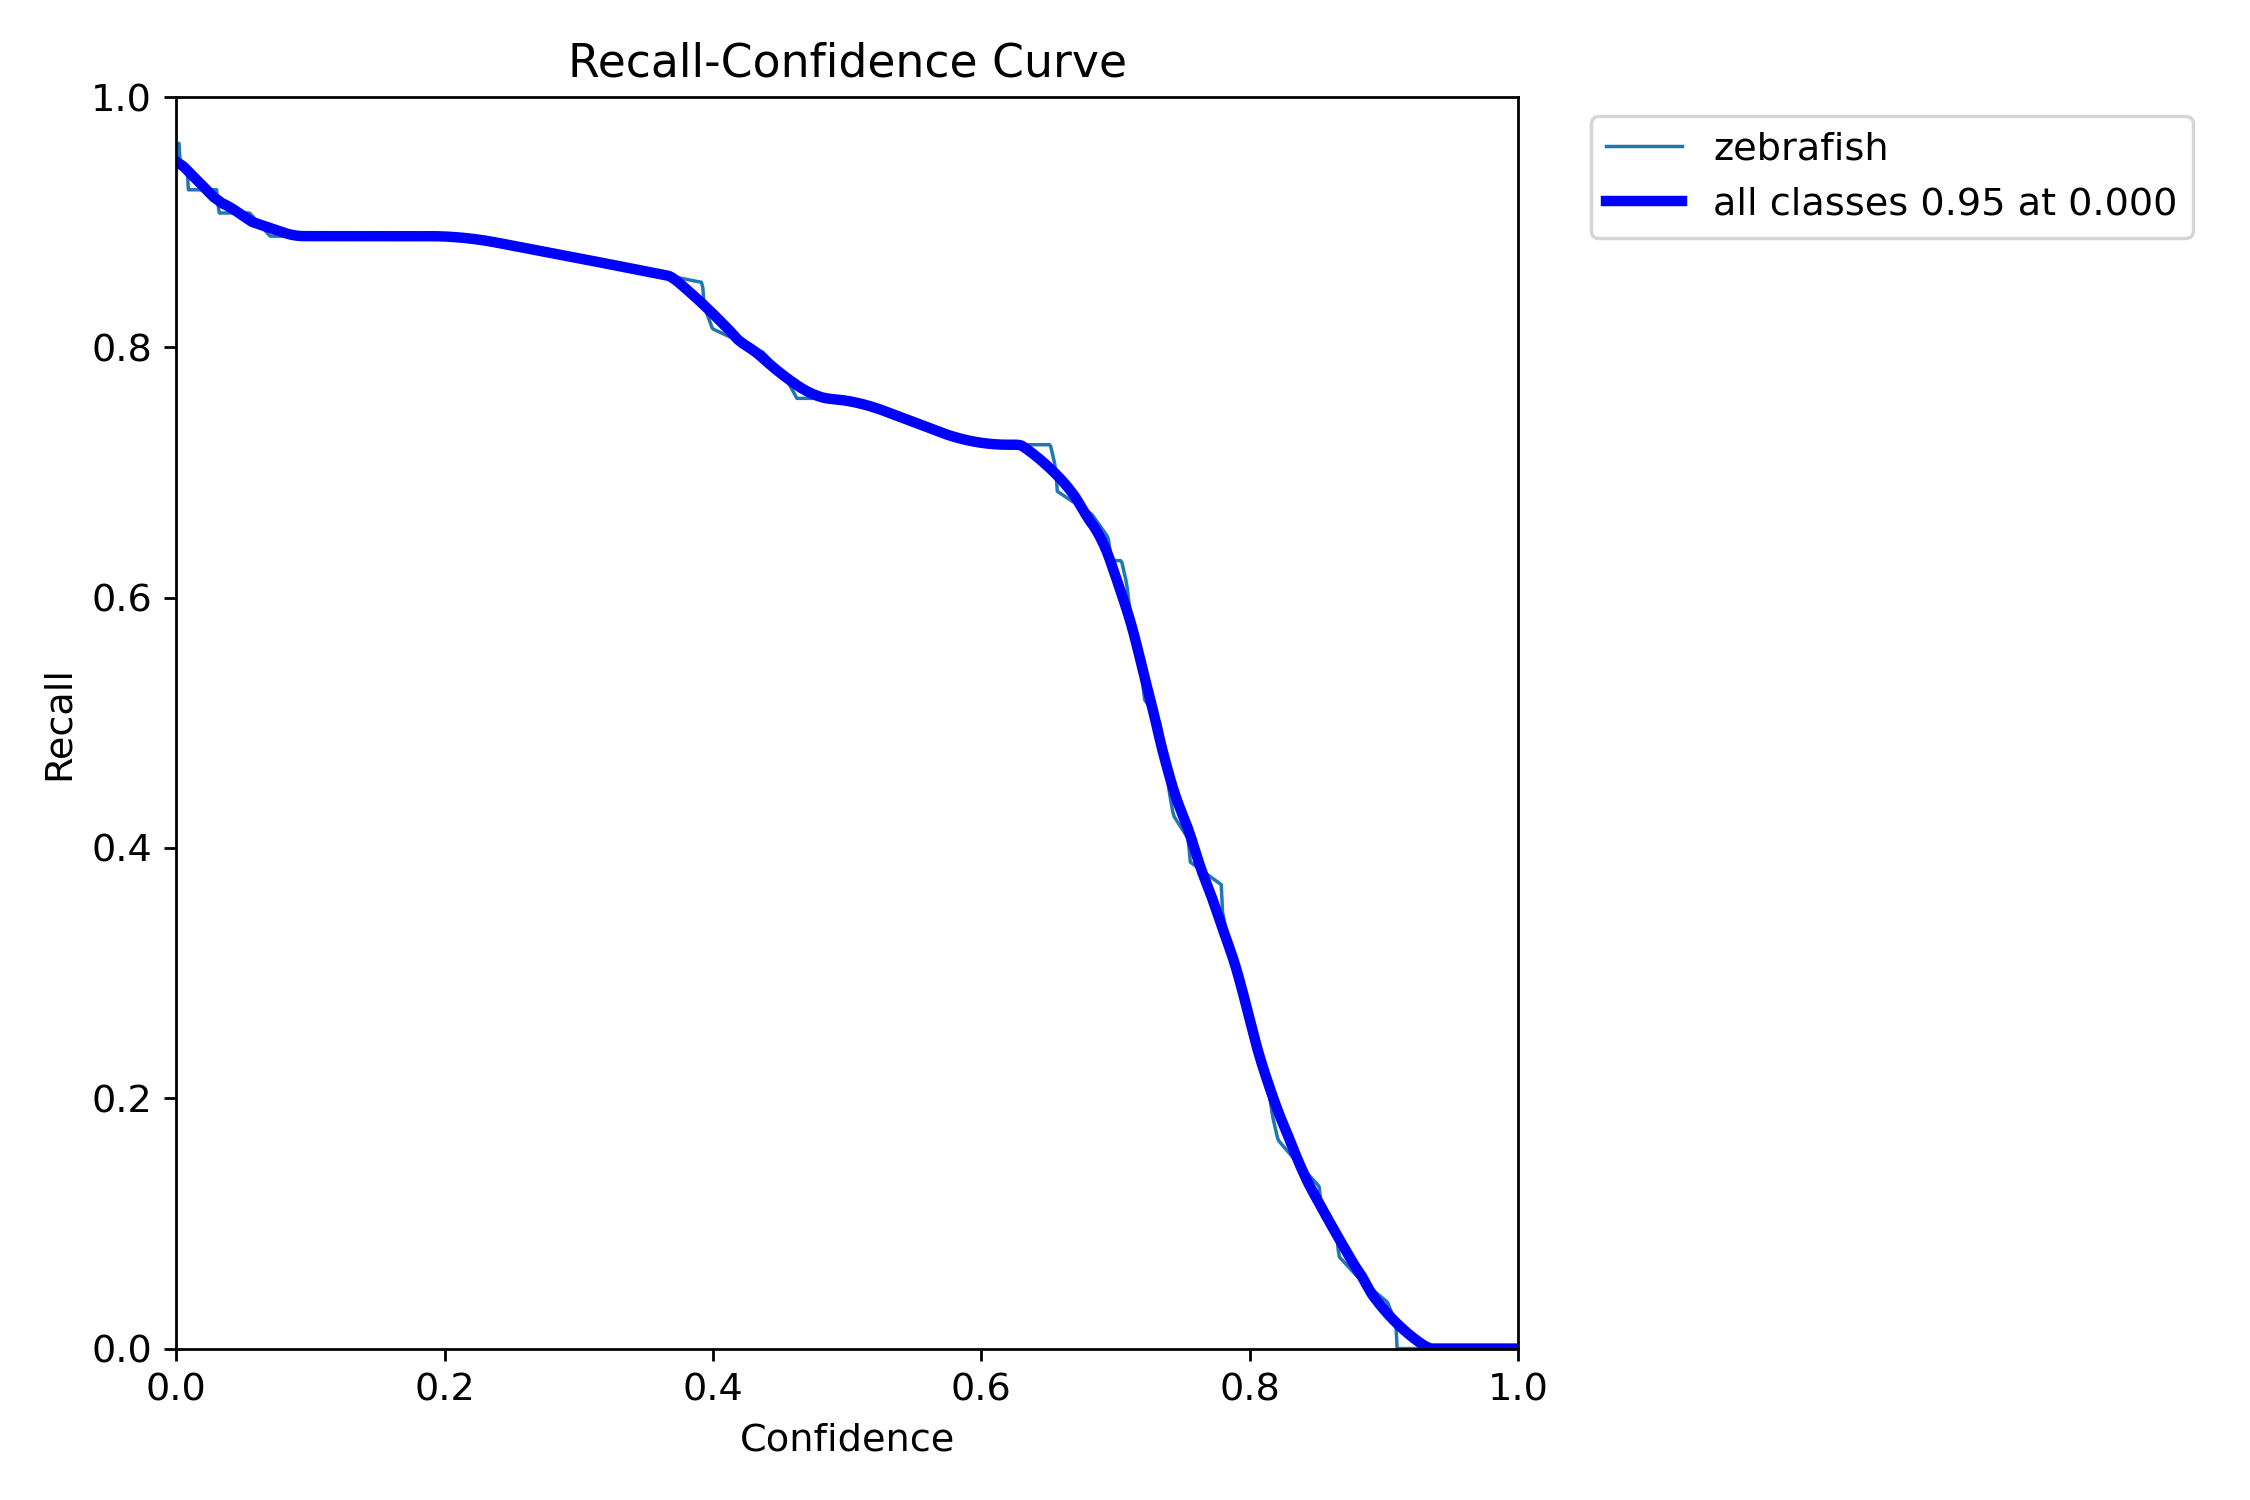 Recall-Confidence Curve
1.0
0.8
0.6
0.4
0.2
0.0
Recall
0.0 0.2 0.4 0.6 0.8 1.0
Confidence
zebrafish
all classes 0.95 at 0.000